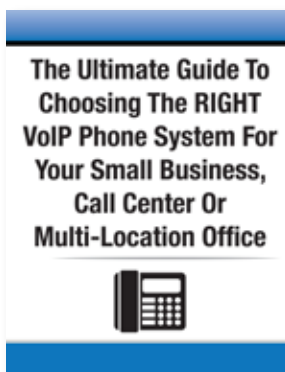 The Ultimate Guide To
Choosing The RIGHT
VoIP Phone System For
Your Small Business,
Call Center Or
Multi-Location Office